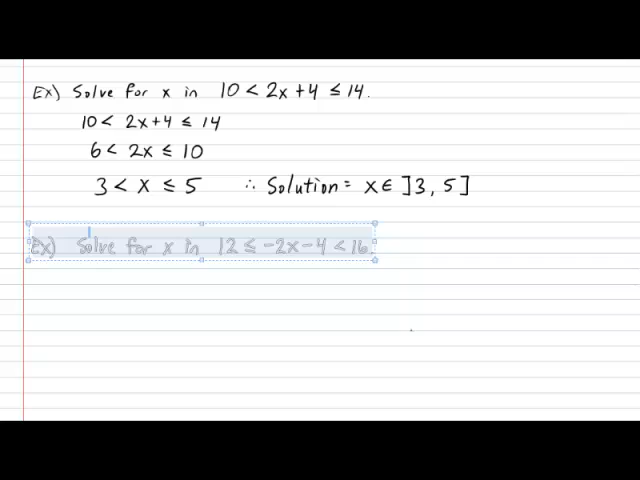 Ex) Solve for x in 10 < 2x + 4 ≤ 14.
10 < 2x+4 ≤ 14
6 < 2x ≤ 10
3 < x ≤ 5 ∴ Solution = x ∈ ]3, 5]
Ex) Solve for x in 12 ≤ -2x - 4 < 16.